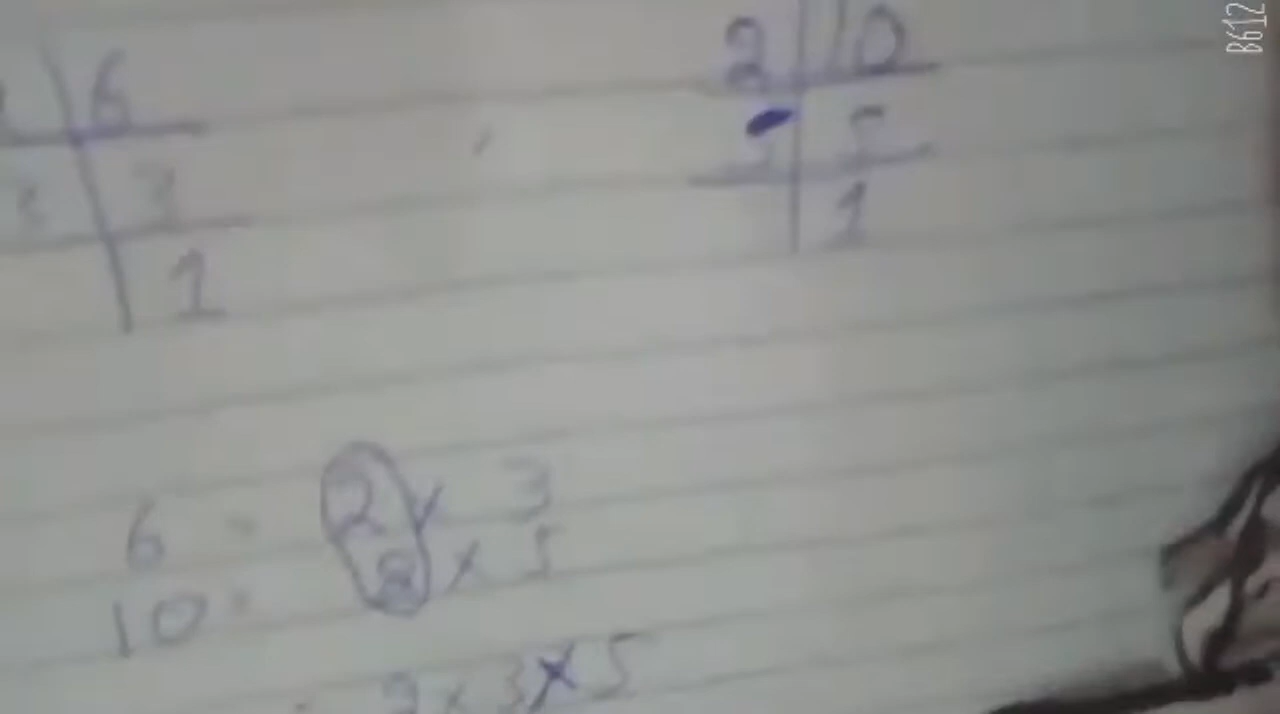 6
3 3
1
2 10
5 5
1
6 = 2 × 3
10 = 2 × 5
2 × 3 × 5
B612